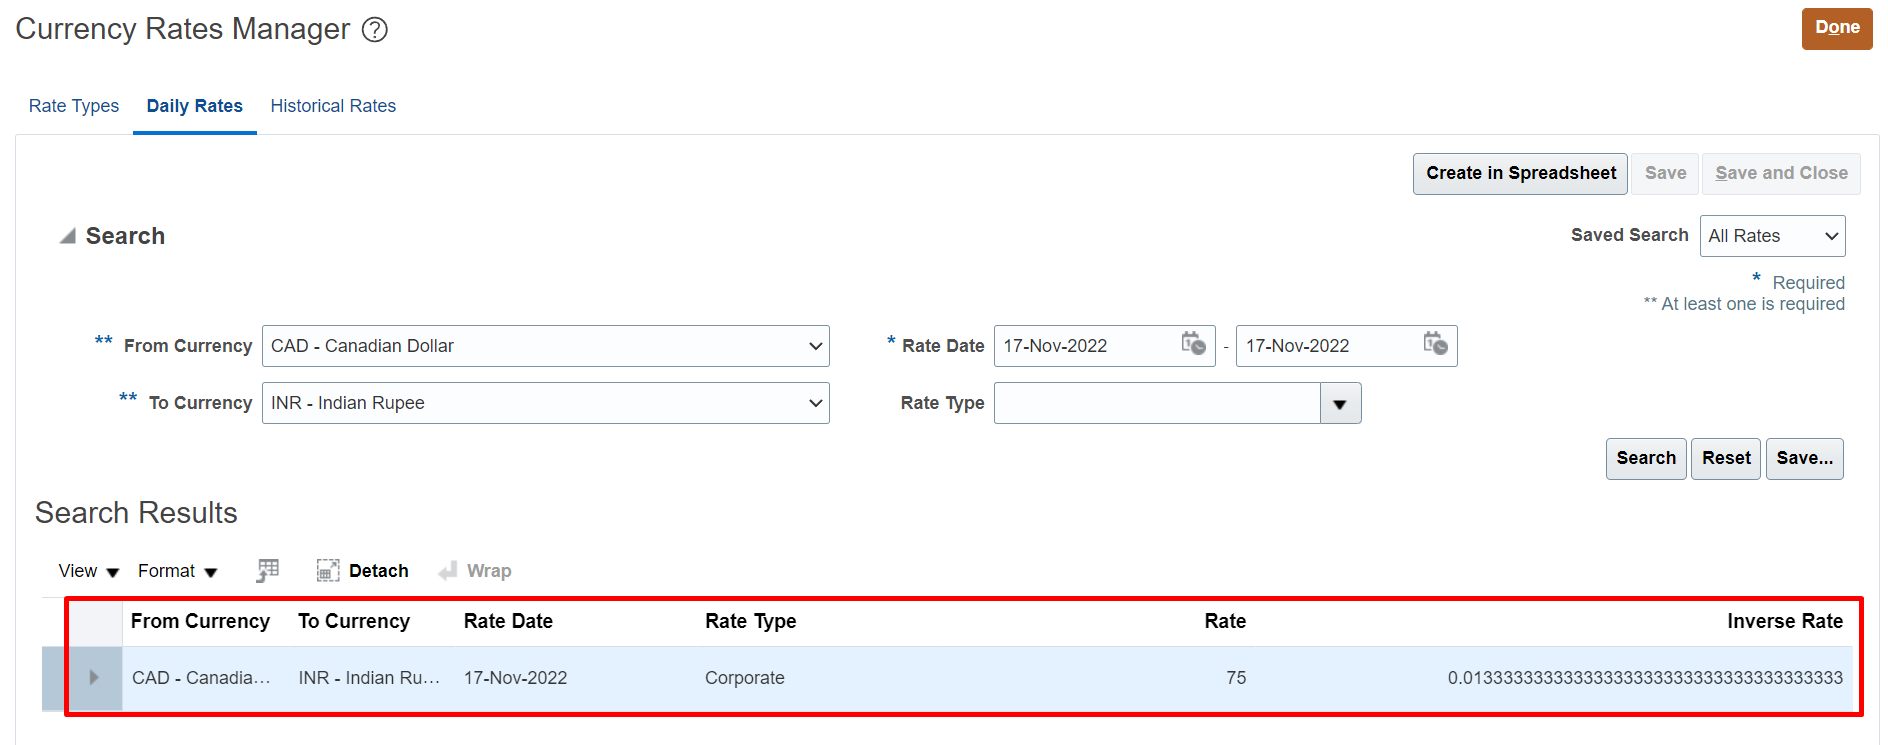 Currency Rates Manager ?
Done
Rate Types Daily Rates Historical Rates
Create in Spreadsheet Save Save and Close
Search
Saved Search All Rates
* Required
** At least one is required
** From Currency CAD - Canadian Dollar * Rate Date 17-Nov-2022 - 17-Nov-2022
** To Currency INR - Indian Rupee Rate Type
Search Reset Save...
Search Results
View Format Detach Wrap
From Currency To Currency Rate Date Rate Type Rate Inverse Rate
CAD - Canadia... INR - Indian Ru... 17-Nov-2022 Corporate 75 0.01333333333333333333333333333333333333